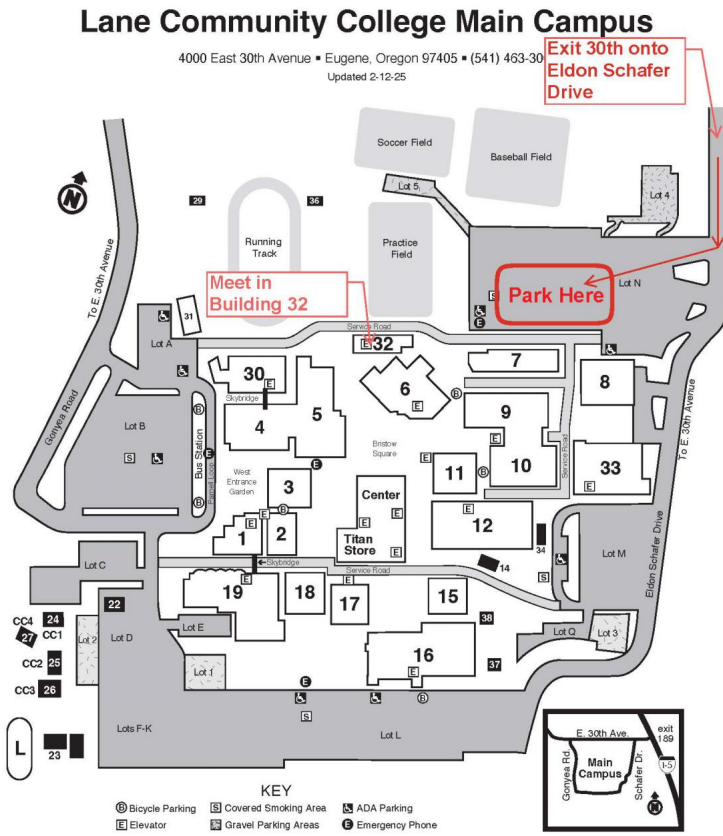 Lane Community College Main Campus
4000 East 30th Avenue ▪ Eugene, Oregon 97405 ▪ (541) 463-30
Updated 2-12-25
Exit 30th onto
Eldon Schafer
Drive
Soccer Field
Baseball Field
Lot 5
Lot 4
N
29
36
Running
Track
Practice
Field
To E. 30th Avenue
Meet in
Building 32
Park Here
S
Lot N
E
31
Service Road
Lot A
E 32
30
E
Skybridge
4
5
6
E
7
8
B
9
E
10
Gonyea Road
Lot B
S
B
Bus Station
Parnell Loop
E
B
West
Entrance
Garden
E
Bristow
Square
E
11
B
Service Road
33
E
To E. 30th Avenue
3
B
Center
E
E
Titan
Store
E
12
E
34
1
E
E
2
Skybridge
Service Road
14
S
Lot M
Eldon Schafer Drive
Lot C
19
E
18
E
17
15
38
Lot Q
Lot 3
22
CC4
24
27
CC1
CC2
25
CC3
26
Lot 2
Lot D
Lot E
Lot 1
16
E
37
E
S
B
L
23
Lots F-K
Lot L
E. 30th Ave.
exit
189
Gonyea Rd.
Main
Campus
Schafer Dr.
I-5
N
KEY
B Bicycle Parking
S Covered Smoking Area
ADA Parking
E Elevator
Gravel Parking Areas
E Emergency Phone